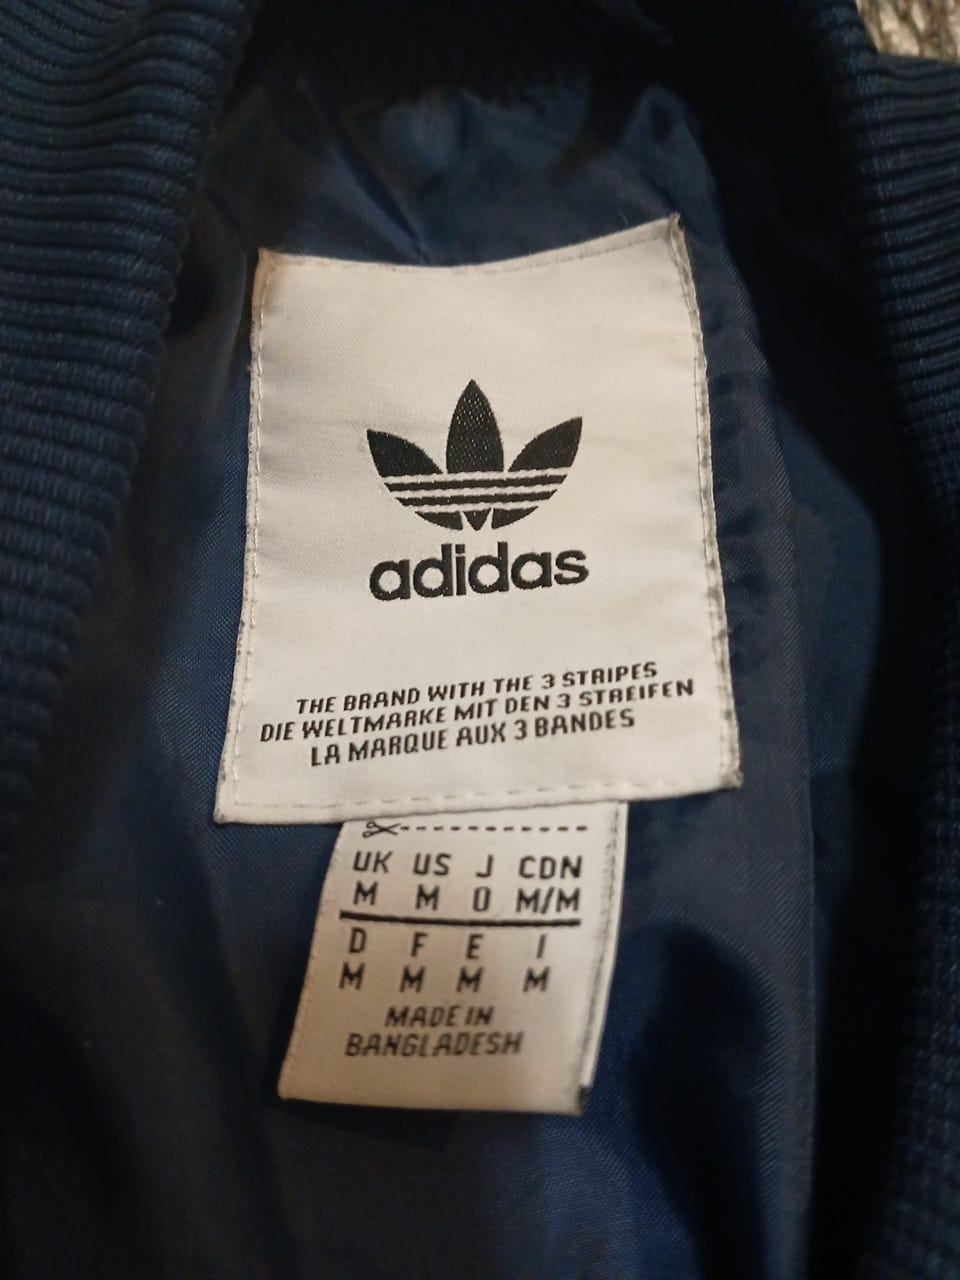 adidas
THE BRAND WITH THE 3 STRIPES
DIE WELTMARKE MIT DEN 3 STREIFEN
LA MARQUE AUX 3 BANDES
UK US J CDN
M M O M/M
D F E I
M M M M
MADE IN
BANGLADESH